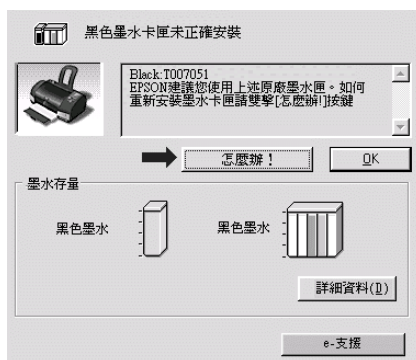 黑色墨水卡匣未正確安裝
Black:T007051
EPSON建議您使用上述原廠墨水匣。如何
重新安裝墨水卡匣請雙擊[怎麼辦!]按鍵
怎麼辦！
OK
墨水存量
黑色墨水
黑色墨水
詳細資料(D)
e-支援